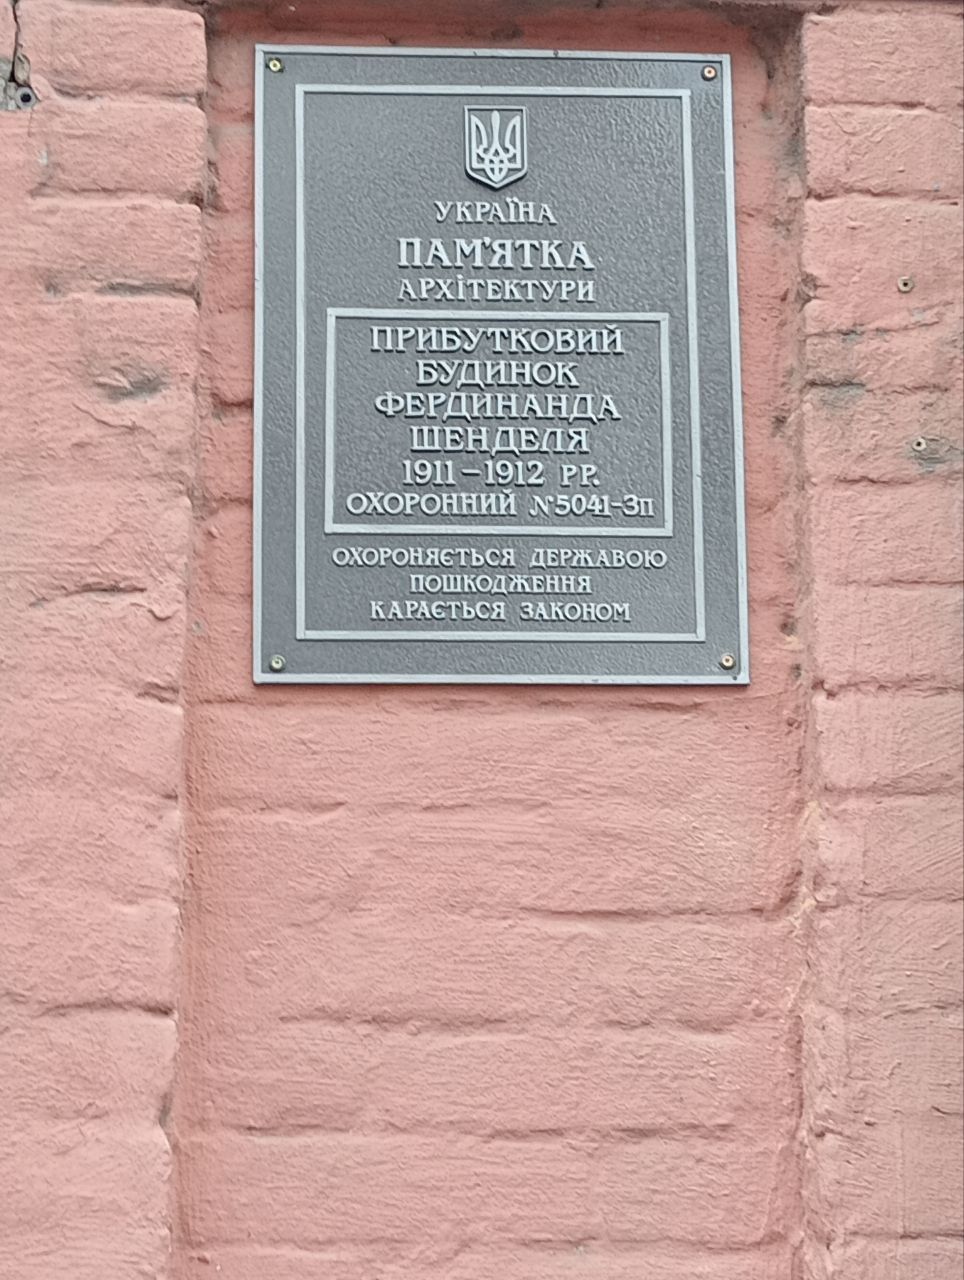 УКРАЇНА
ПАМ'ЯТКА
АРХІТЕКТУРИ
ПРИБУТКОВИЙ
БУДИНОК
ФЕРДИНАНДА
ШЕНДЕЛЯ
1911–1912 РР.
ОХОРОННИЙ №5041-Зп
ОХОРОНЯЄТЬСЯ ДЕРЖАВОЮ
ПОШКОДЖЕННЯ
КАРАЄТЬСЯ ЗАКОНОМ